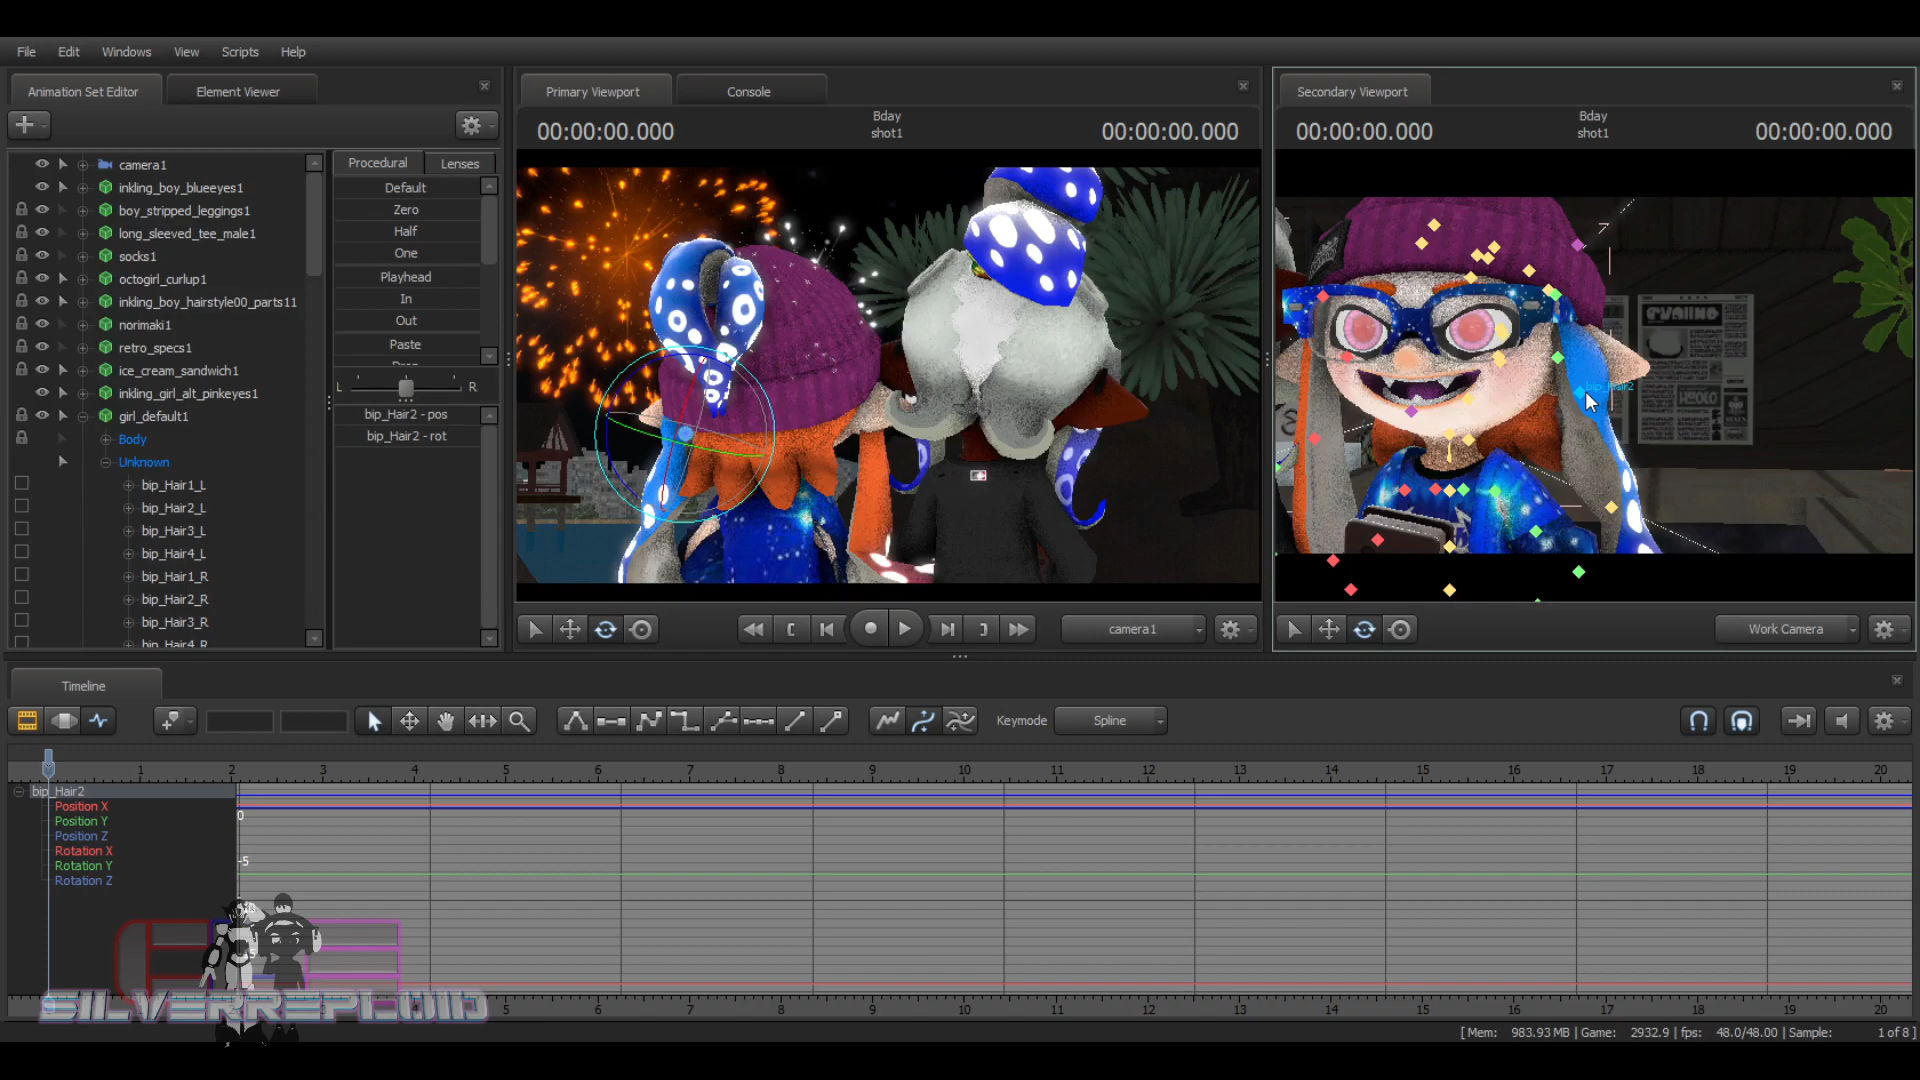 File Edit Windows View Scripts Help
Animation Set Editor Element Viewer
Primary Viewport Console
Secondary Viewport
00:00:00.000 Bday shot1 00:00:00.000
00:00:00.000 Bday shot1 00:00:00.000
camera1
inkling_boy_blueeyes1
boy_stripped_leggings1
long_sleeved_tee_male1
socks1
octogirl_curlup1
inkling_boy_hairstyle00_parts11
norimaki1
retro_specs1
ice_cream_sandwich1
inkling_girl_alt_pinkeyes1
girl_default1
Body
Unknown
bip_Hair1_L
bip_Hair2_L
bip_Hair3_L
bip_Hair4_L
bip_Hair1_R
bip_Hair2_R
bip_Hair3_R
bip_Hair4_R
Procedural Lenses
Default
Zero
Half
One
Playhead
In
Out
Paste
L R
bip_Hair2 - pos
bip_Hair2 - rot
bip_Hair2
camera1
Work Camera
Timeline
Keymode Spline
1 2 3 4 5 6 7 8 9 10 11 12 13 14 15 16 17 18 19 20
bip_Hair2
Position X
Position Y
Position Z
Rotation X
Rotation Y
Rotation Z
0
-5
SILVERREPLOID
6 7 8 9 10 11 12 13 14 15 16 17 18 19 20
[ Mem: 983.93 MB | Game: 2932.9 | fps: 48.0/48.00 | Sample: 1 of 8 ]